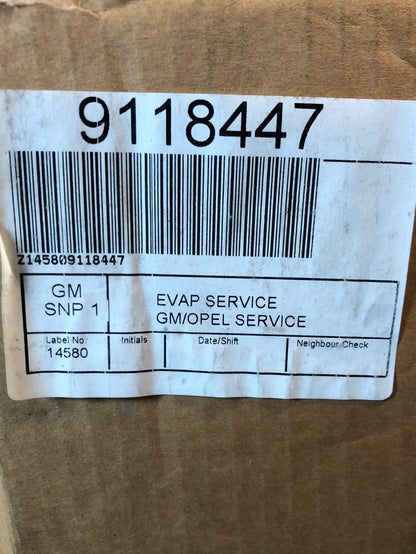 9118447
Z145809118447
GM
SNP 1
EVAP SERVICE
GM/OPEL SERVICE
Label No.
14580
Initials
Date/Shift
Neighbour Check